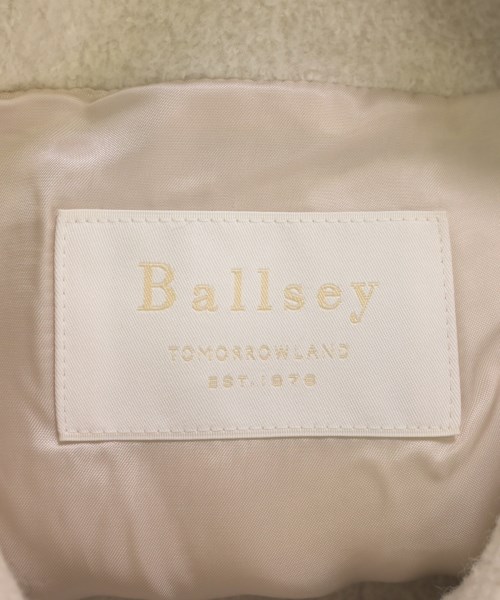 Ballsey
TOMORROWLAND
EST. 1978